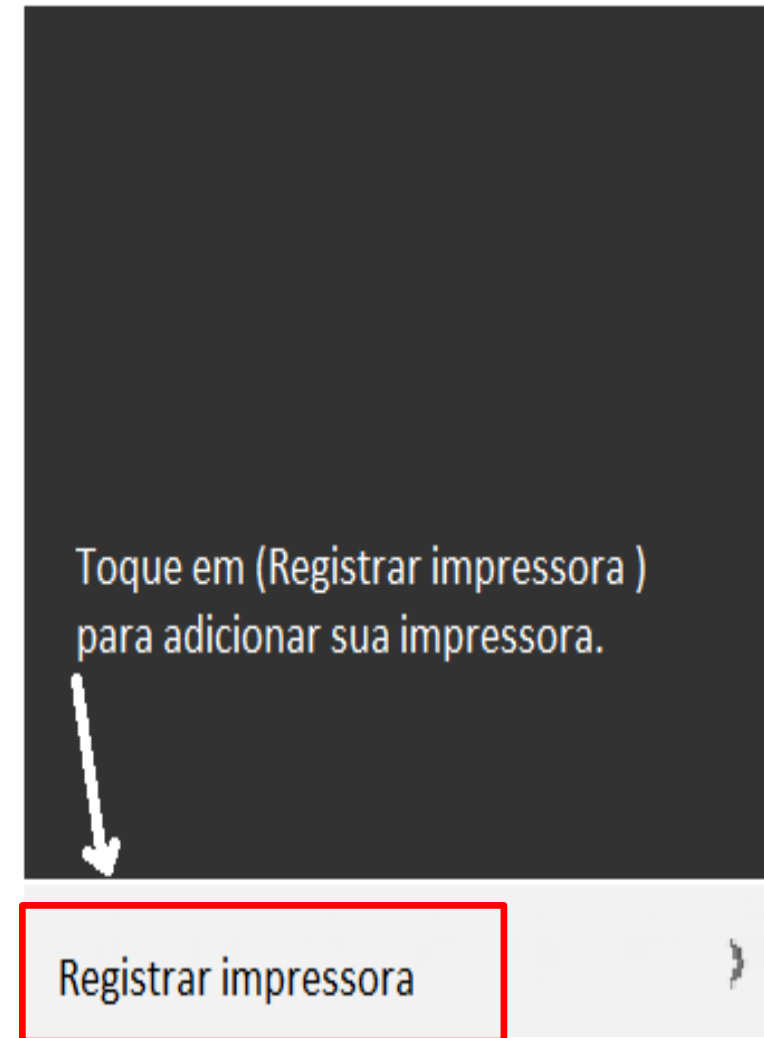 Toque em (Registrar impressora )
para adicionar sua impressora.
Registrar impressora